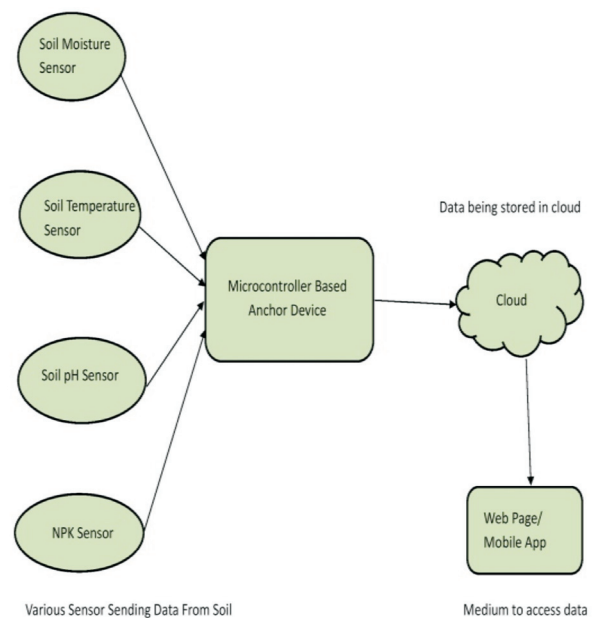 Soil Moisture
Sensor
Soil Temperature
Sensor
Data being stored in cloud
Microcontroller Based
Anchor Device
Cloud
Soil pH Sensor
NPK Sensor
Web Page/
Mobile App
Various Sensor Sending Data From Soil
Medium to access data